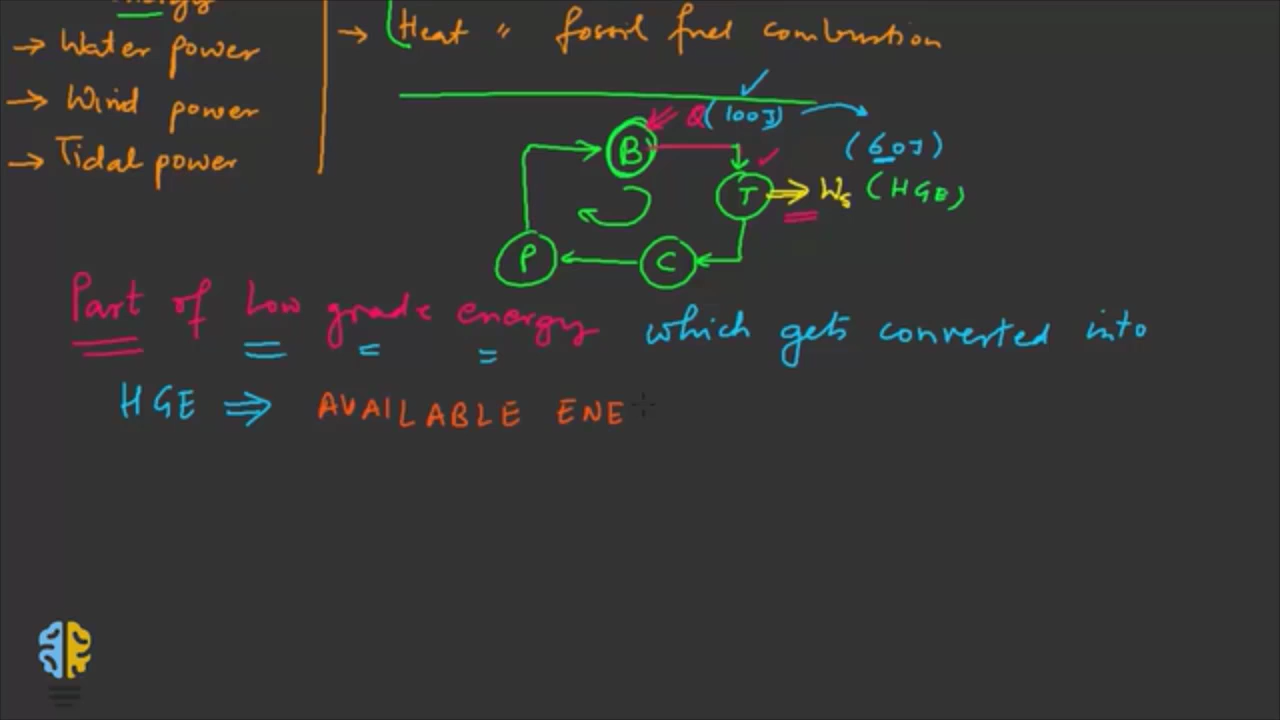 → Water power
→ Wind power
→ Tidal power
→ Heat " fossil fuel combustion
Q (100J)
(60J)
B
T
Ws (HGE)
P
C
Part of Low grade energy which gets converted into
HGE ⇒ AVAILABLE ENE